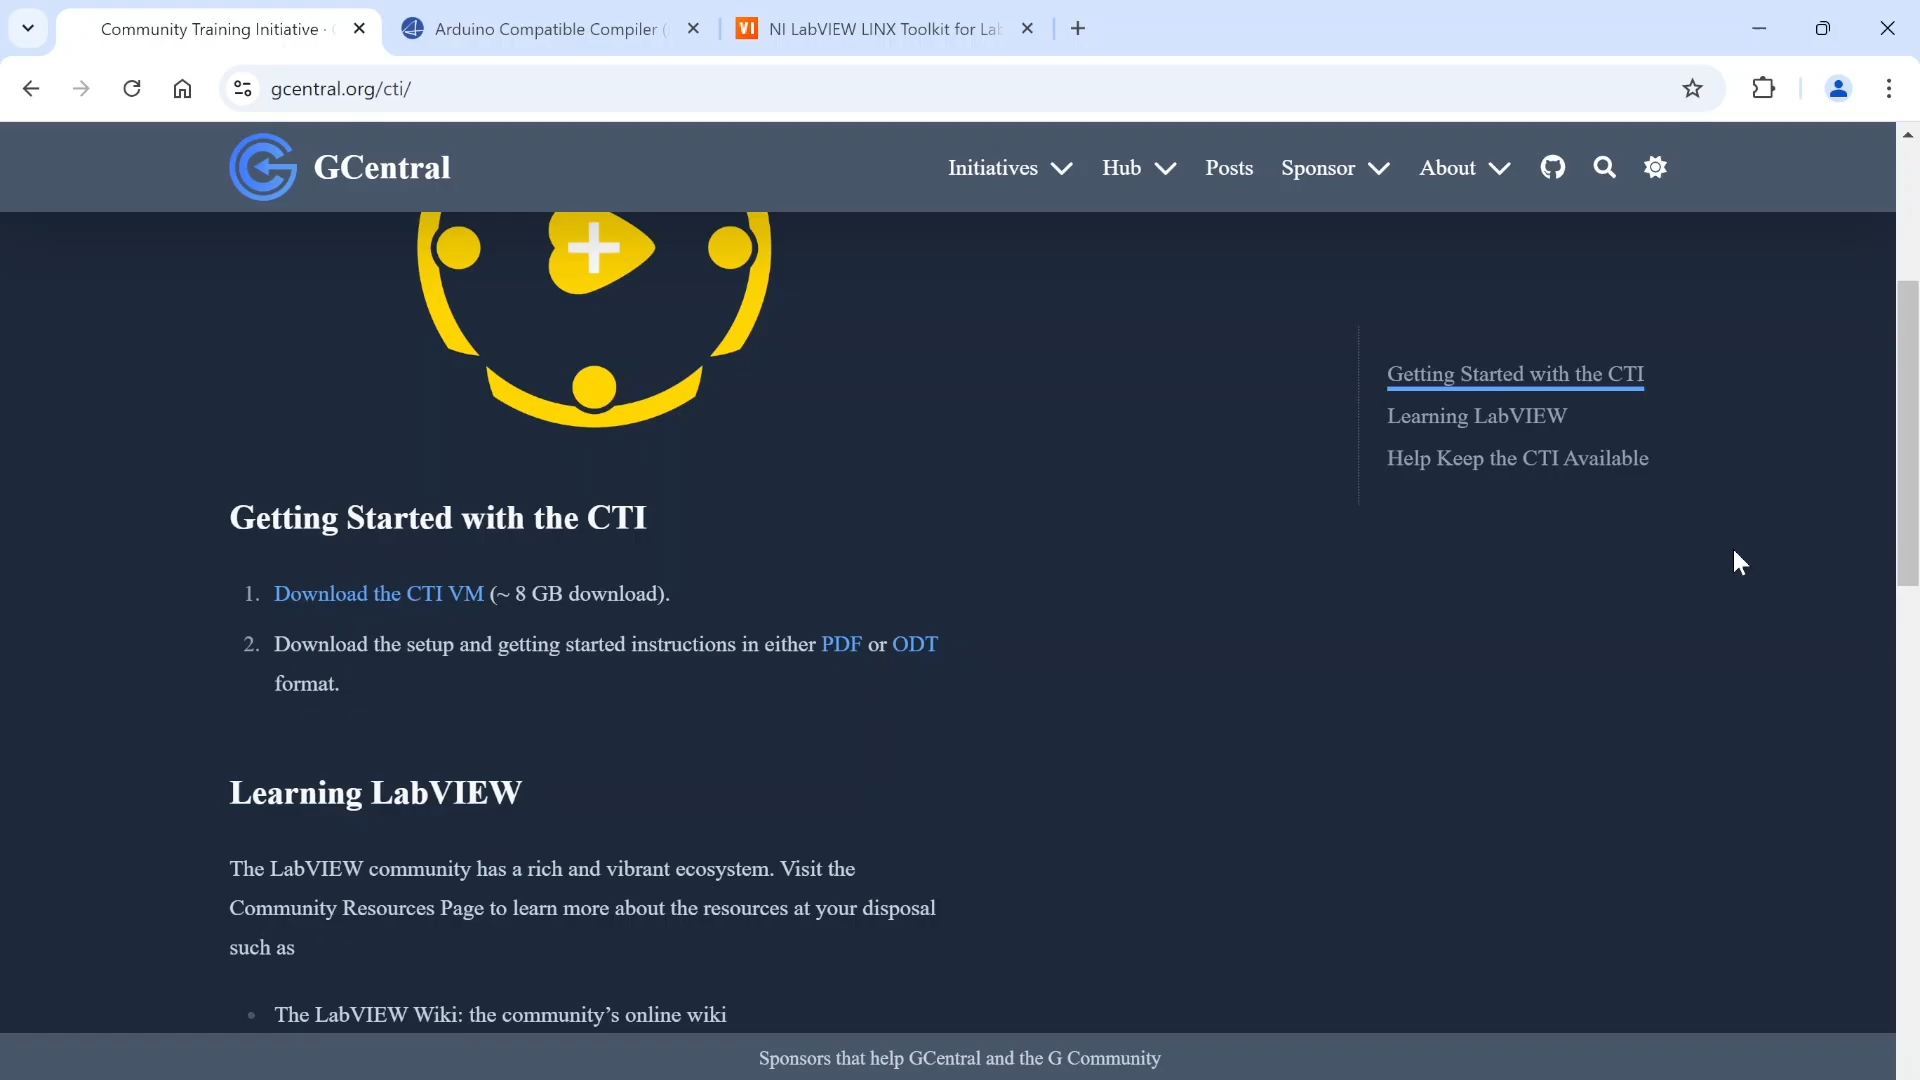 Community Training Initiative ·
Arduino Compatible Compiler (
VI NI LabVIEW LINX Toolkit for Lab
gcentral.org/cti/
GCentral
Initiatives
Hub
Posts
Sponsor
About
Getting Started with the CTI
Learning LabVIEW
Help Keep the CTI Available
Getting Started with the CTI
1. Download the CTI VM (~ 8 GB download).
2. Download the setup and getting started instructions in either PDF or ODT
format.
Learning LabVIEW
The LabVIEW community has a rich and vibrant ecosystem. Visit the
Community Resources Page to learn more about the resources at your disposal
such as
• The LabVIEW Wiki: the community’s online wiki
Sponsors that help GCentral and the G Community